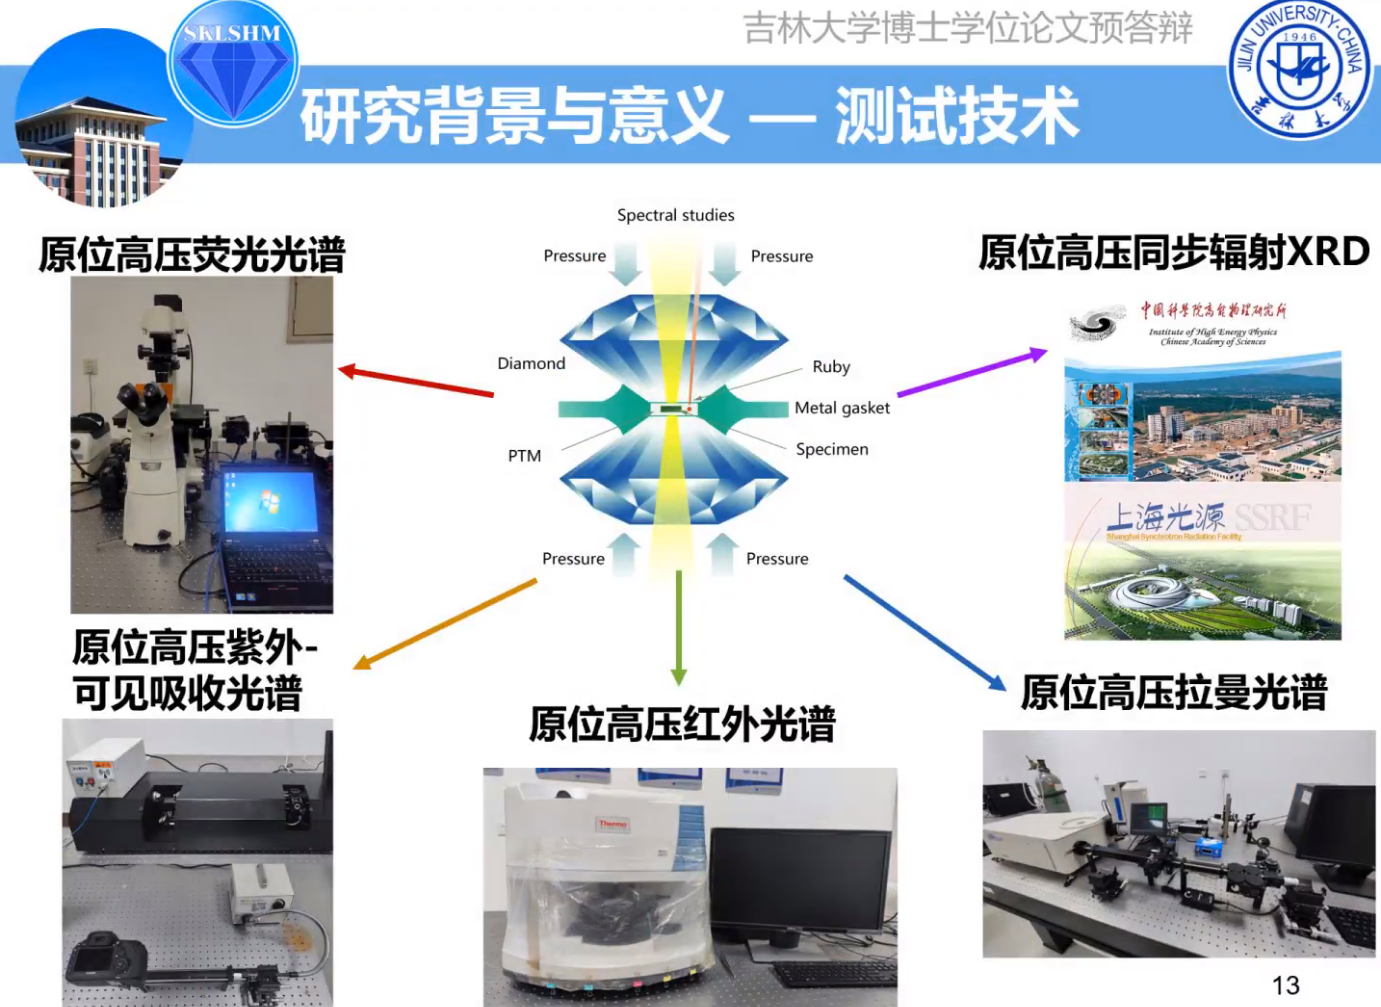 吉林大学博士学位论文预答辩
SKLSHM
JILIN UNIVERSITY·CHINA
1946
吉林大学
研究背景与意义 — 测试技术
原位高压荧光光谱
Spectral studies
Pressure
Pressure
Diamond
Ruby
Metal gasket
PTM
Specimen
Pressure
Pressure
原位高压同步辐射XRD
中国科学院高能物理研究所
Institute of High Energy Physics
Chinese Academy of Sciences
上海光源 SSRF
Shanghai Synchrotron Radiation Facility
原位高压紫外-
可见吸收光谱
原位高压红外光谱
Thermo
原位高压拉曼光谱
13